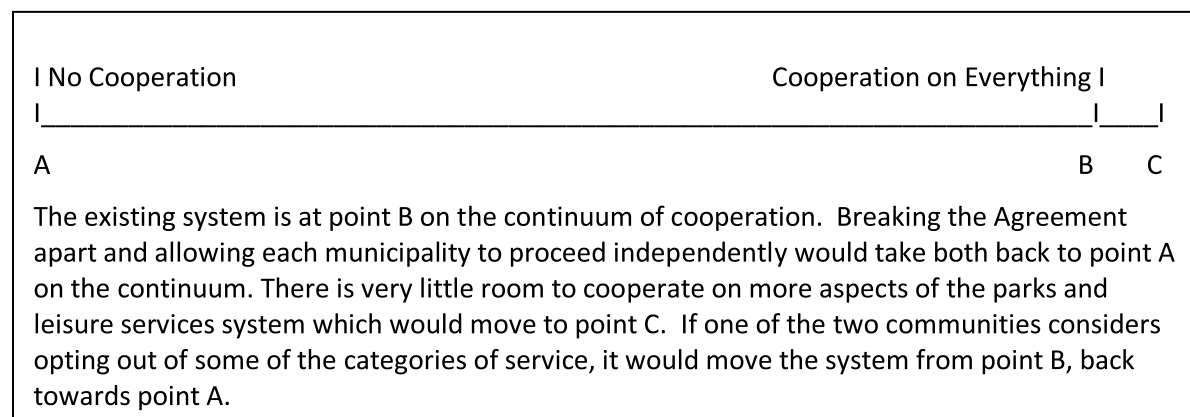 I No Cooperation Cooperation on Everything I
I________________________________________________________________________I____I
A B C
The existing system is at point B on the continuum of cooperation.  Breaking the Agreement
apart and allowing each municipality to proceed independently would take both back to point A
on the continuum. There is very little room to cooperate on more aspects of the parks and
leisure services system which would move to point C.  If one of the two communities considers
opting out of some of the categories of service, it would move the system from point B, back
towards point A.